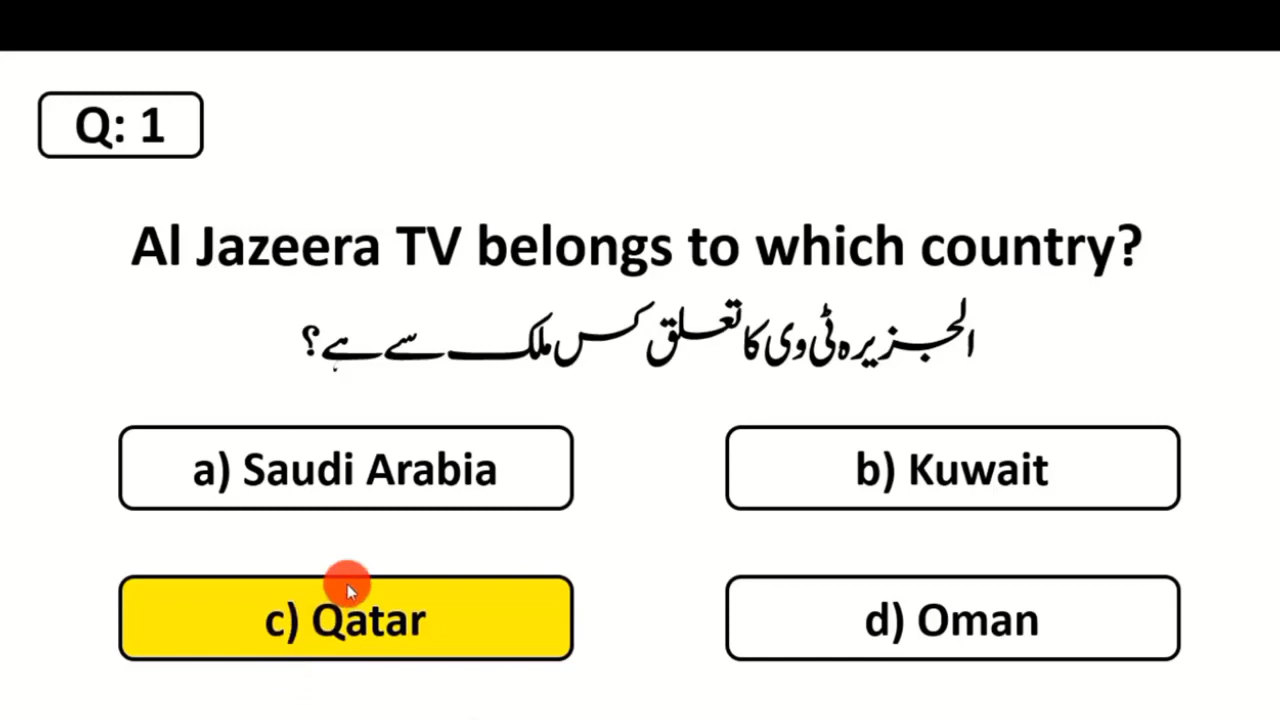 Q: 1
Al Jazeera TV belongs to which country?
الجزیرہ ٹی وی کا تعلق کس ملک سے ہے؟
a) Saudi Arabia
b) Kuwait
c) Qatar
d) Oman